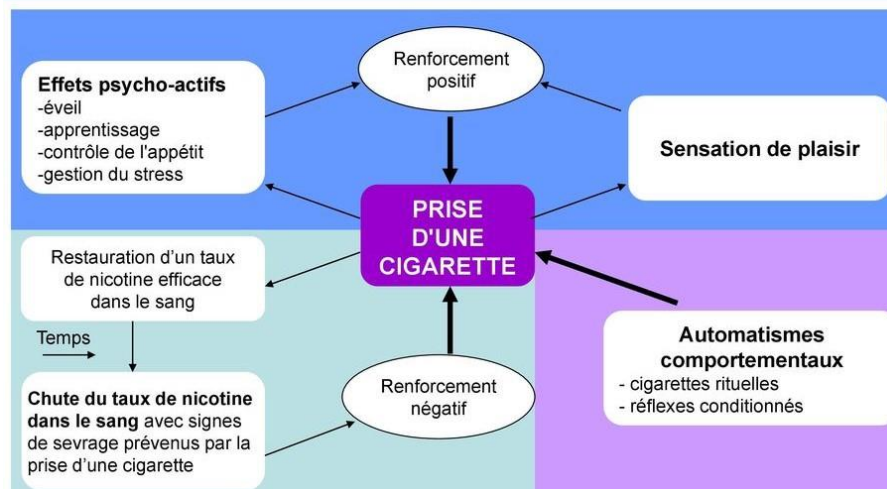 Renforcement
positif
Effets psycho-actifs
-éveil
-apprentissage
-contrôle de l'appétit
-gestion du stress
Sensation de plaisir
PRISE
D'UNE
CIGARETTE
Restauration d'un taux
de nicotine efficace
dans le sang
Temps
Chute du taux de nicotine
dans le sang avec signes
de sevrage prévenus par la
prise d'une cigarette
Renforcement
négatif
Automatismes
comportementaux
- cigarettes rituelles
- réflexes conditionnés